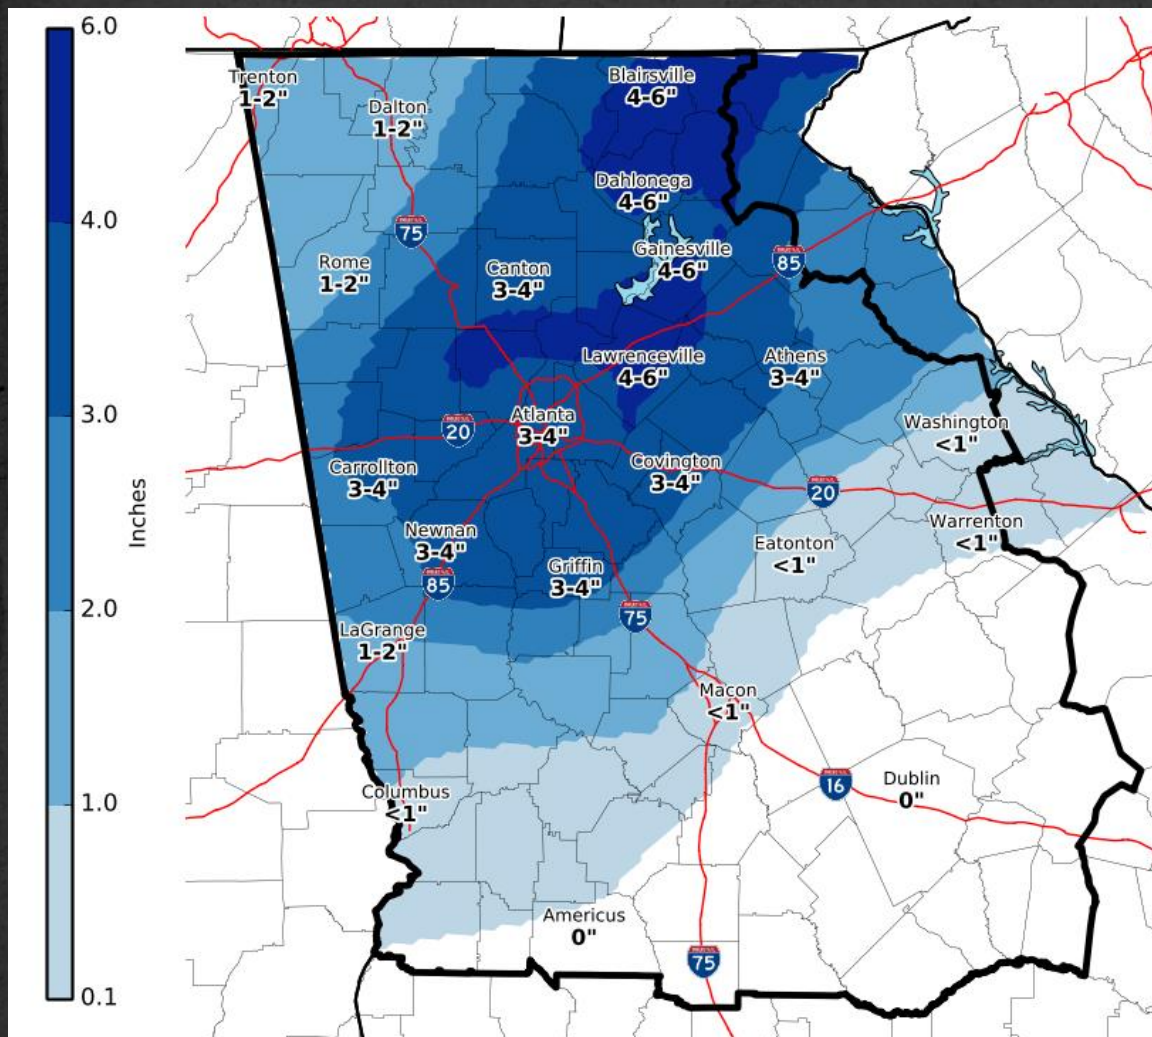 6.0
4.0
3.0
2.0
1.0
0.1
Inches
Trenton
1-2"
Dalton
1-2"
Blairsville
4-6"
Dahlonega
4-6"
75
Rome
1-2"
Canton
3-4"
Gainesville
4-6"
85
Lawrenceville
4-6"
Athens
3-4"
Atlanta
3-4"
20
Washington
<1"
Carrollton
3-4"
Covington
3-4"
20
Newnan
3-4"
Warrenton
<1"
Eatonton
<1"
Griffin
3-4"
85
75
LaGrange
1-2"
Macon
<1"
Columbus
<1"
16
Dublin
0"
Americus
0"
75